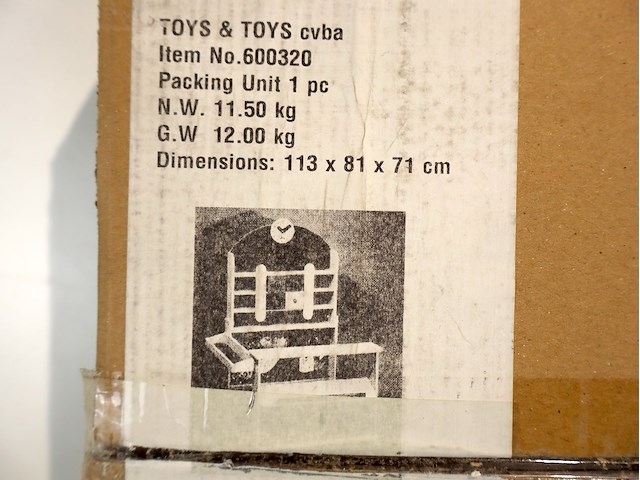 TOYS & TOYS cvba
Item No.600320
Packing Unit 1 pc
N.W. 11.50 kg
G.W 12.00 kg
Dimensions: 113 x 81 x 71 cm